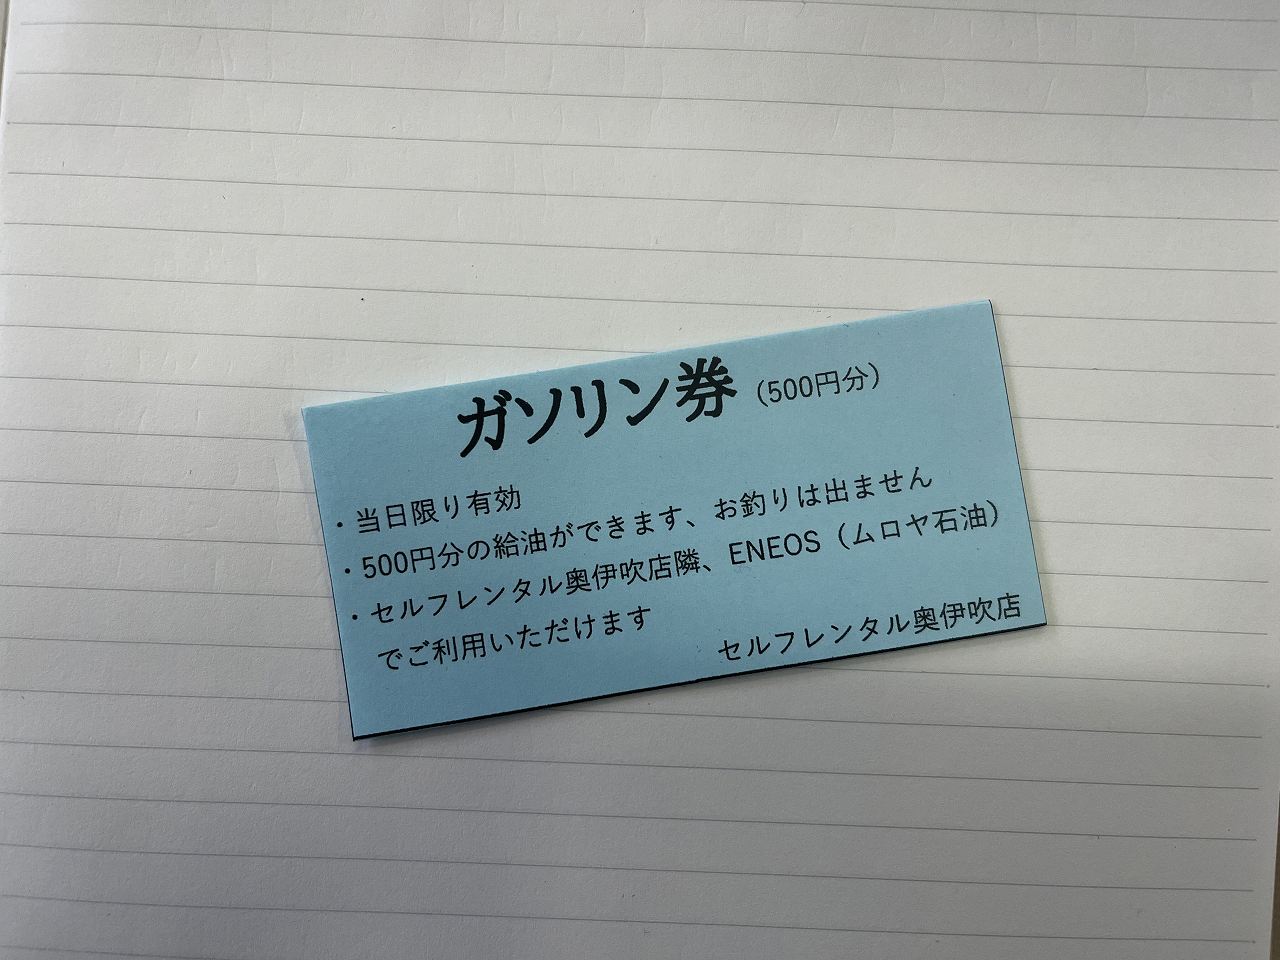 ガソリン券（500円分）
・当日限り有効
・500円分の給油ができます、お釣りは出ません
・セルフレンタル奥伊吹店隣、ENEOS（ムロヤ石油）
でご利用いただけます
セルフレンタル奥伊吹店